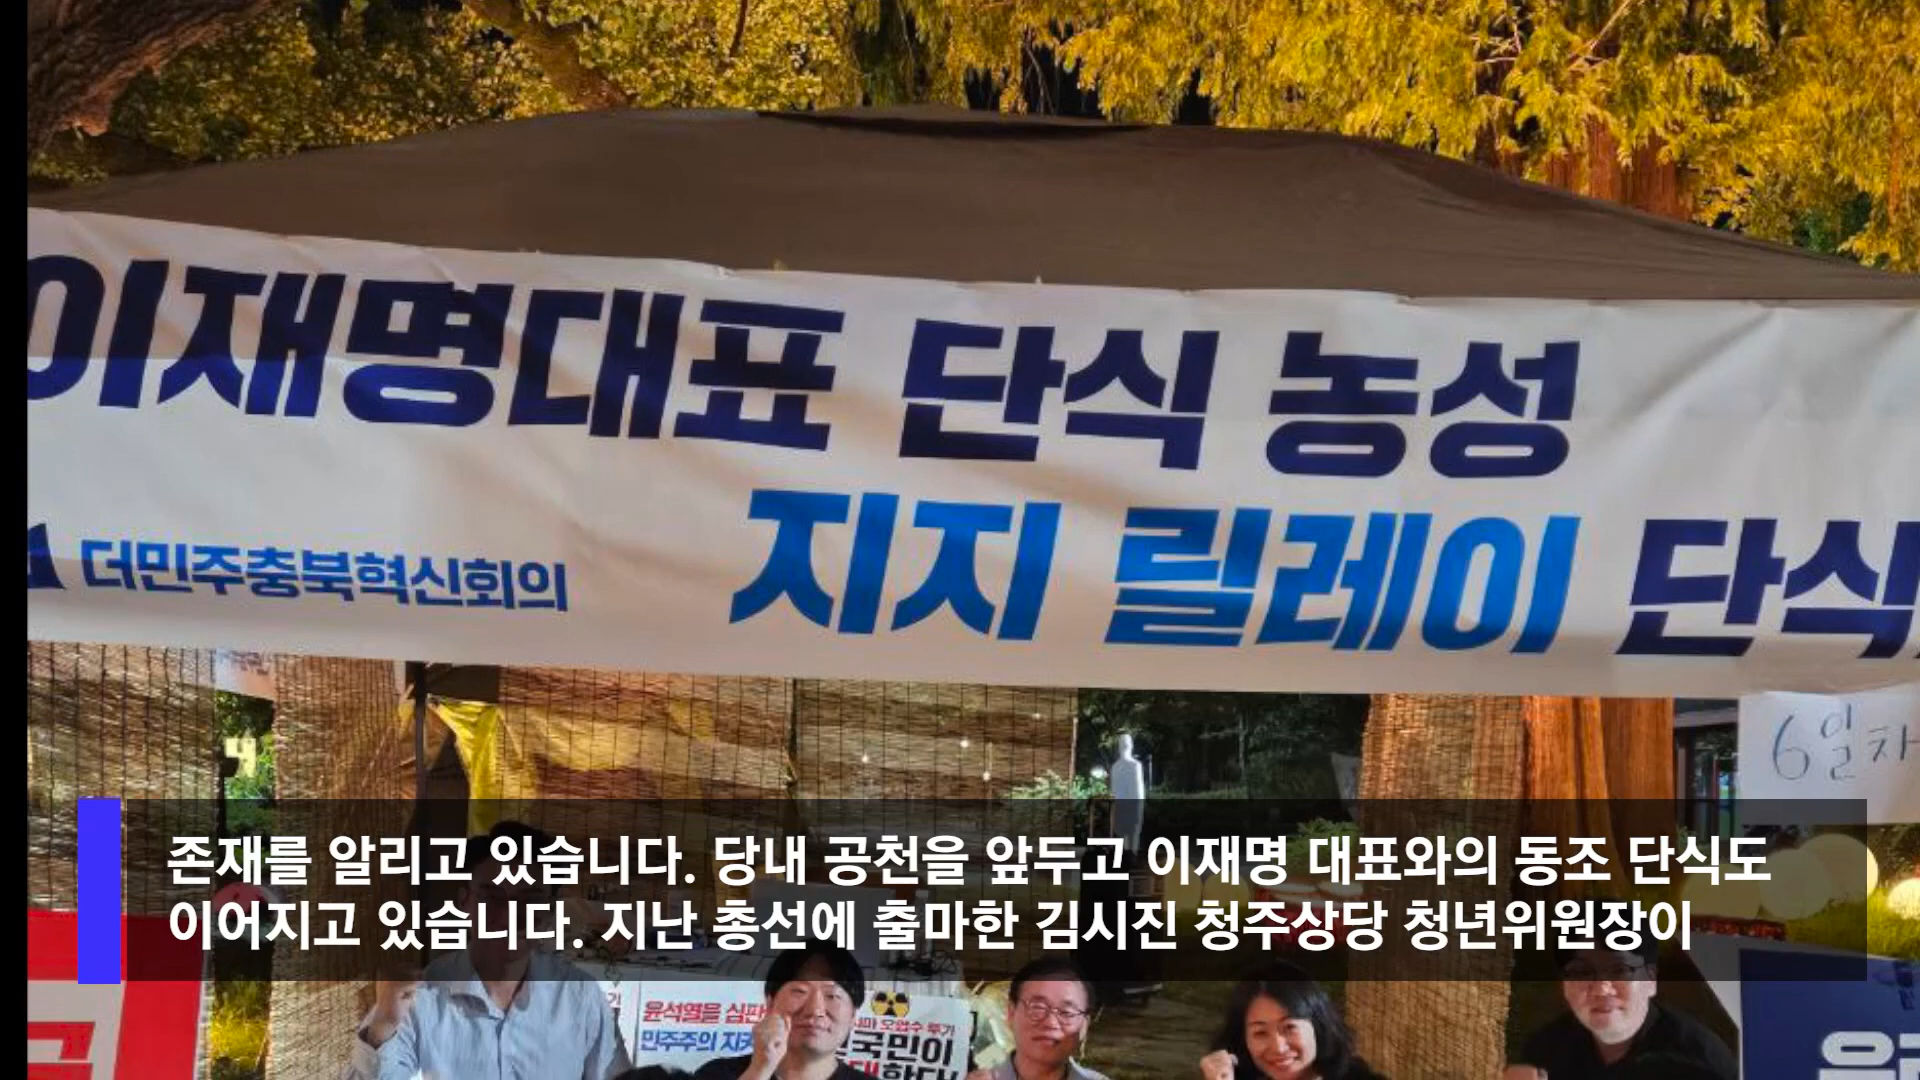 이재명대표 단식 농성
지지 릴레이 단식
더민주충북혁신회의
6일차
존재를 알리고 있습니다. 당내 공천을 앞두고 이재명 대표와의 동조 단식도
이어지고 있습니다. 지난 총선에 출마한 김시진 청주상당 청년위원장이
윤석열을 심판
민주주의 지키
오염수 투기
국민이